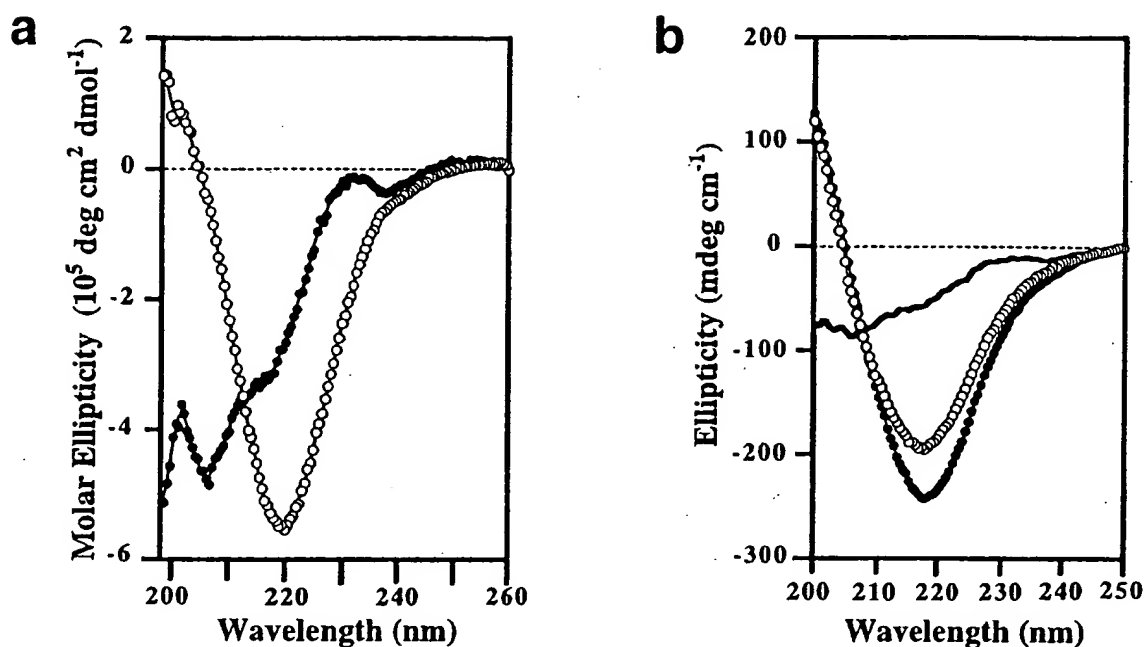 a
Molar Ellipticity (10⁵ deg cm² dmol⁻¹)
2
0
-2
-4
-6
200 220 240 260
Wavelength (nm)
b
Ellipticity (mdeg cm⁻¹)
200
100
0
-100
-200
-300
200 210 220 230 240 250
Wavelength (nm)